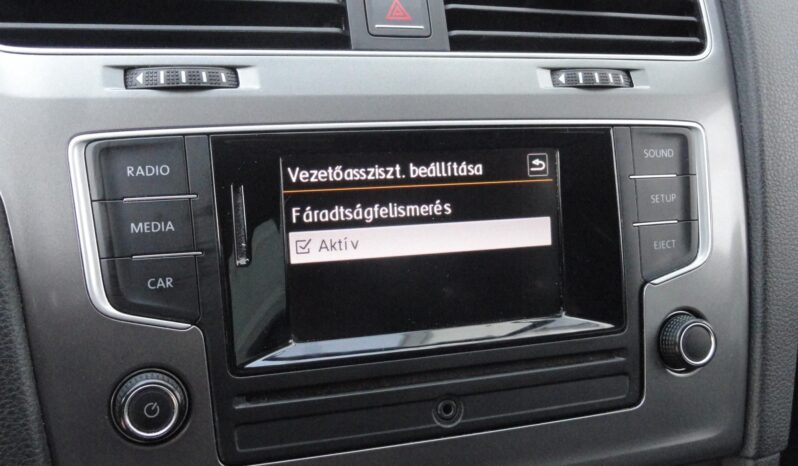 RADIO
MEDIA
CAR
Vezetőassziszt. beállítása
Fáradtságfelismerés
Aktív
SOUND
SETUP
EJECT